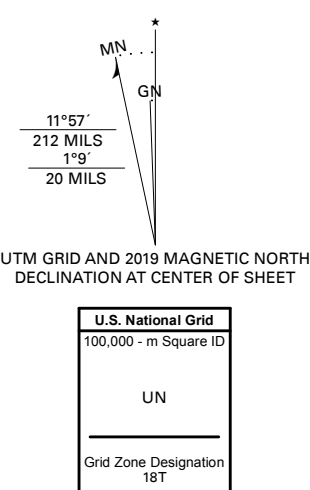 MN
GN
11°57´
212 MILS
1°9´
20 MILS
UTM GRID AND 2019 MAGNETIC NORTH
DECLINATION AT CENTER OF SHEET
U.S. National Grid
100,000 - m Square ID
UN
Grid Zone Designation
18T